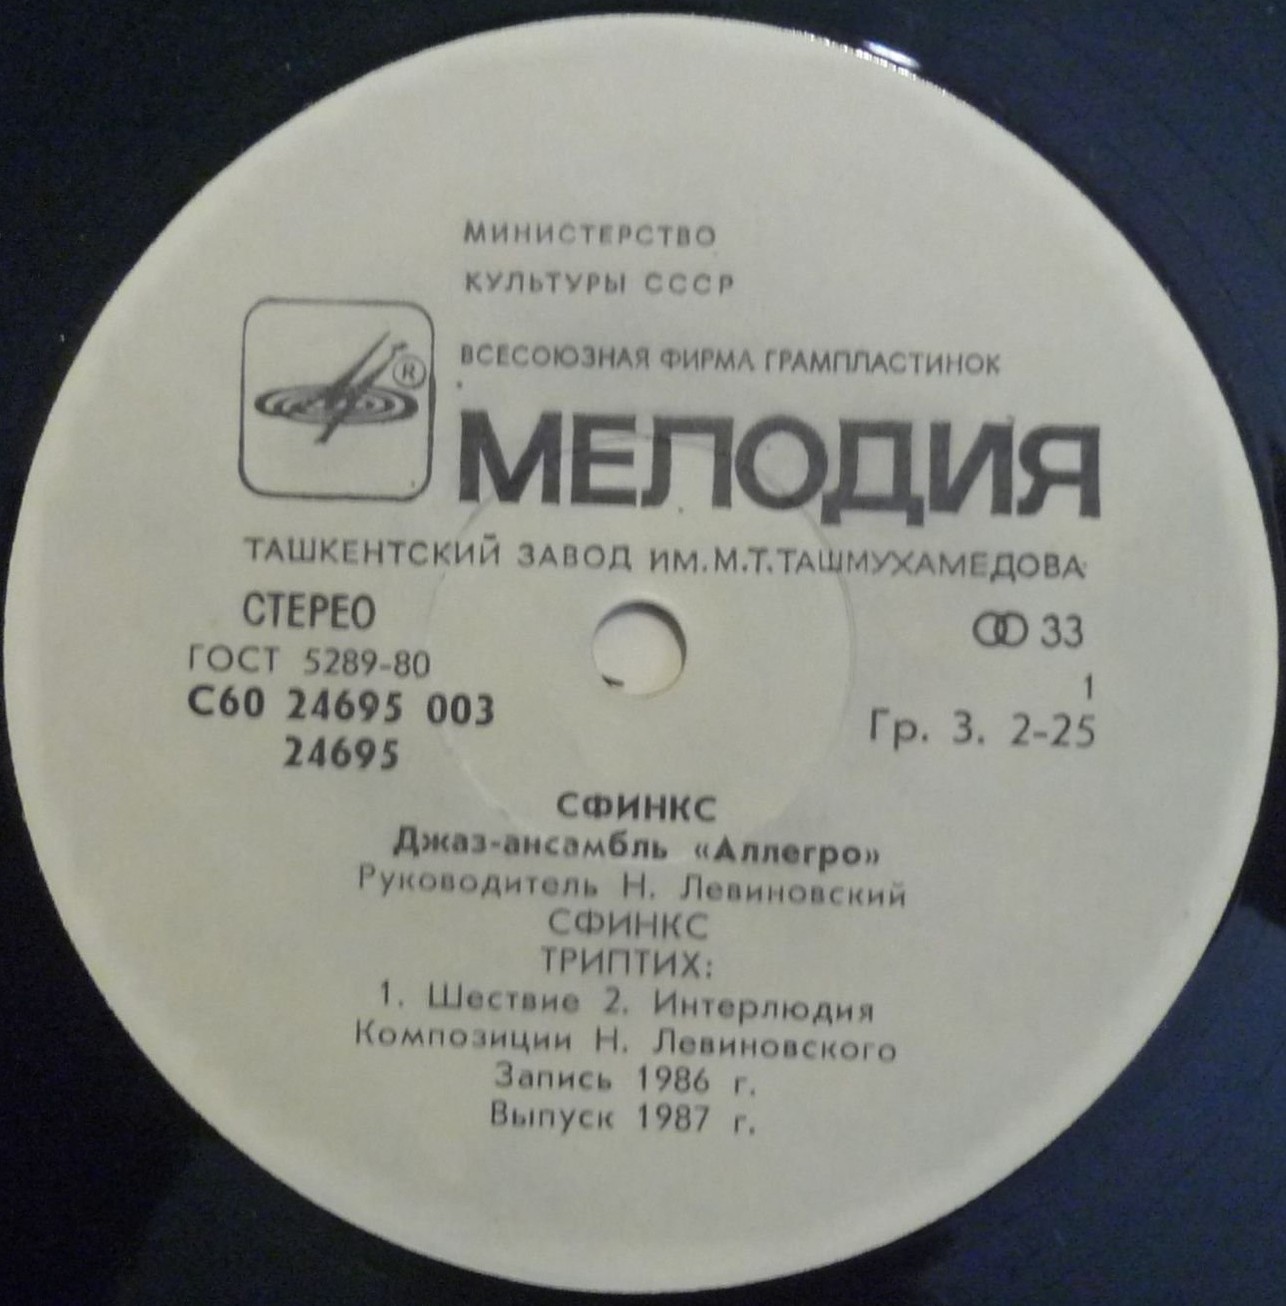 МИНИСТЕРСТВО
КУЛЬТУРЫ СССР
ВСЕСОЮЗНАЯ ФИРМА ГРАМПЛАСТИНОК
®
МЕЛОДИЯ
ТАШКЕНТСКИЙ ЗАВОД ИМ.М.Т.ТАШМУХАМЕДОВА
СТЕРЕО
33
ГОСТ 5289-80
1
С60 24695 003
Гр. 3. 2-25
24695
СФИНКС
Джаз-ансамбль «Аллегро»
Руководитель Н. Левиновский
СФИНКС
ТРИПТИХ:
1. Шествие 2. Интерлюдия
Композиции Н. Левиновского
Запись 1986 г.
Выпуск 1987 г.